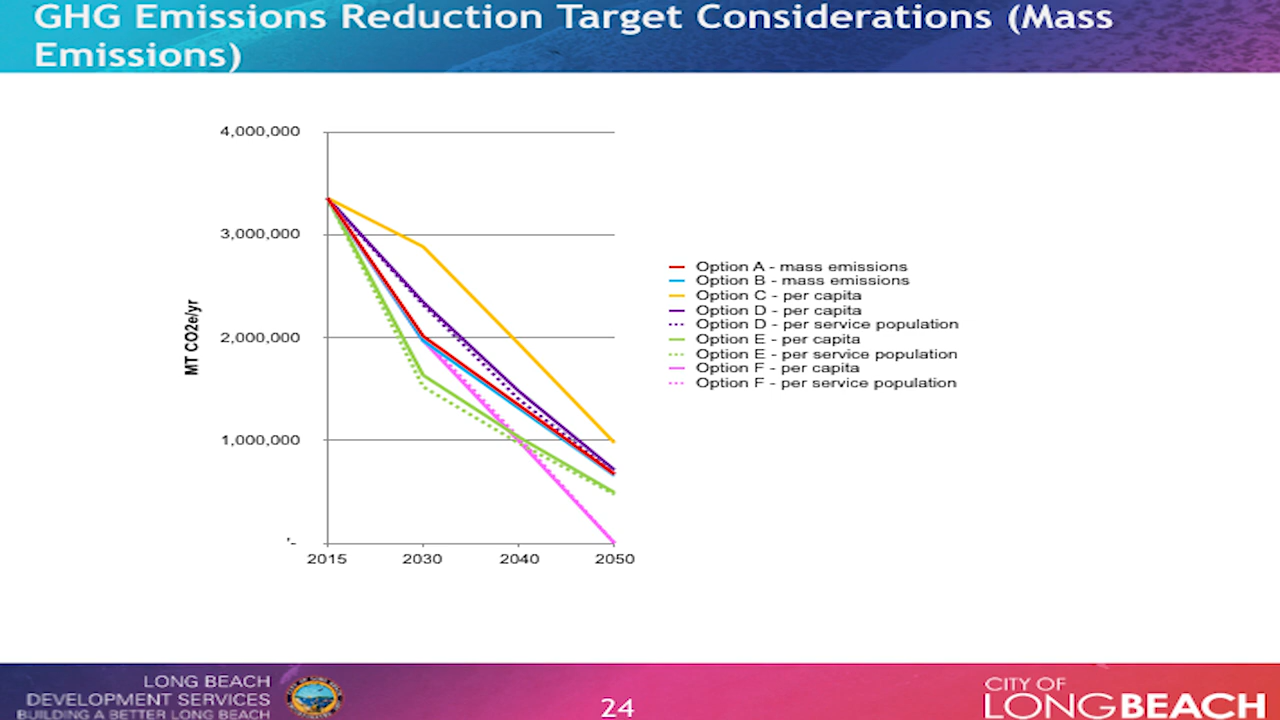 GHG Emissions Reduction Target Considerations (Mass
Emissions)
4,000,000
3,000,000
2,000,000
1,000,000
'-
MT CO2e/yr
2015 2030 2040 2050
Option A - mass emissions
Option B - mass emissions
Option C - per capita
Option D - per capita
Option D - per service population
Option E - per capita
Option E - per service population
Option F - per capita
Option F - per service population
LONG BEACH
DEVELOPMENT SERVICES
BUILDING A BETTER LONG BEACH
24
CITY OF
LONGBEACH